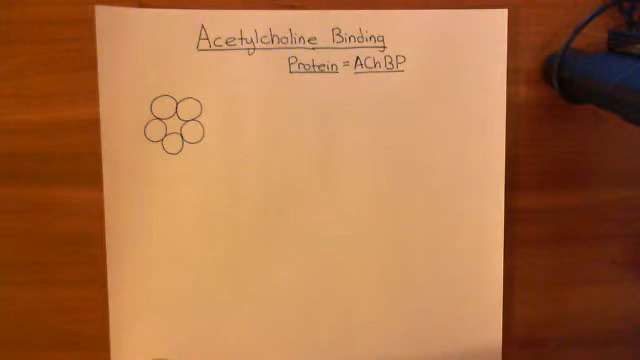 Acetylcholine Binding
Protein = AChBP